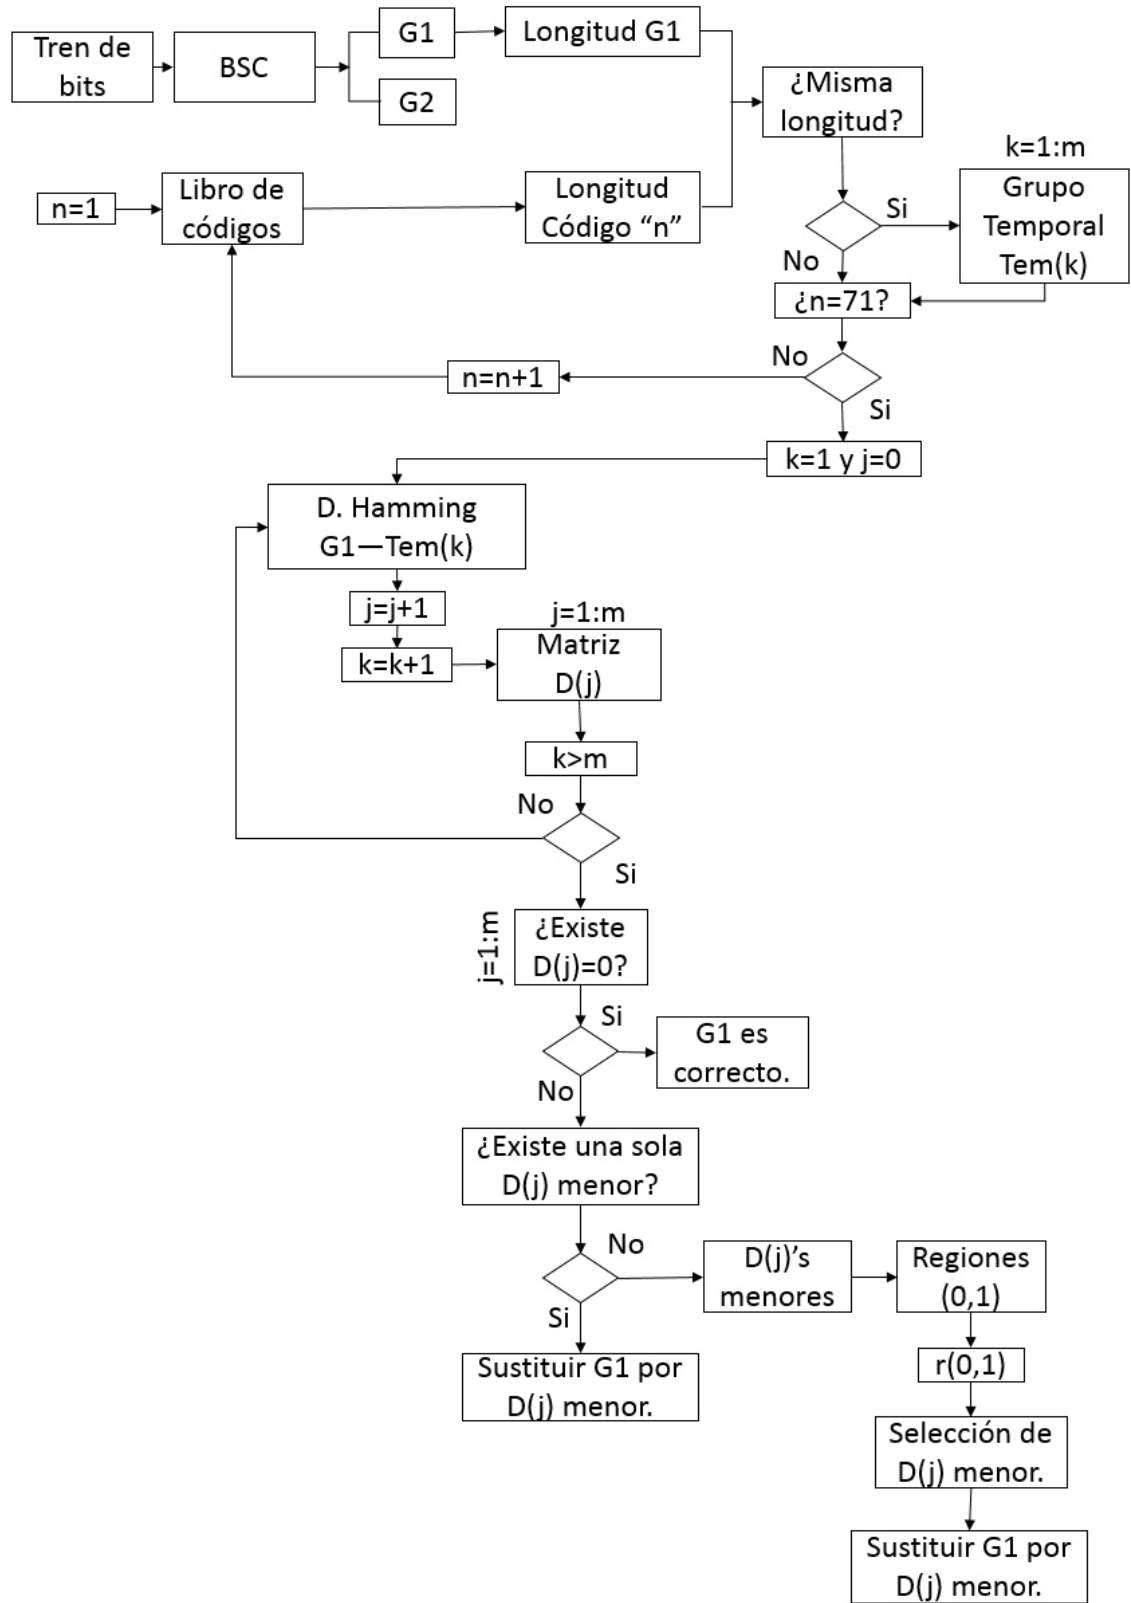 Tren de
bits
BSC
G1
G2
Longitud G1
¿Misma
longitud?
n=1
Libro de
códigos
Longitud
Código “n”
k=1:m
Grupo
Temporal
Tem(k)
Si
No
¿n=71?
No
n=n+1
Si
k=1 y j=0
D. Hamming
G1—Tem(k)
j=j+1
k=k+1
j=1:m
Matriz
D(j)
k>m
No
Si
j=1:m
¿Existe
D(j)=0?
Si
G1 es
correcto.
No
¿Existe una sola
D(j) menor?
No
D(j)’s
menores
Regiones
(0,1)
Si
Sustituir G1 por
D(j) menor.
r(0,1)
Selección de
D(j) menor.
Sustituir G1 por
D(j) menor.